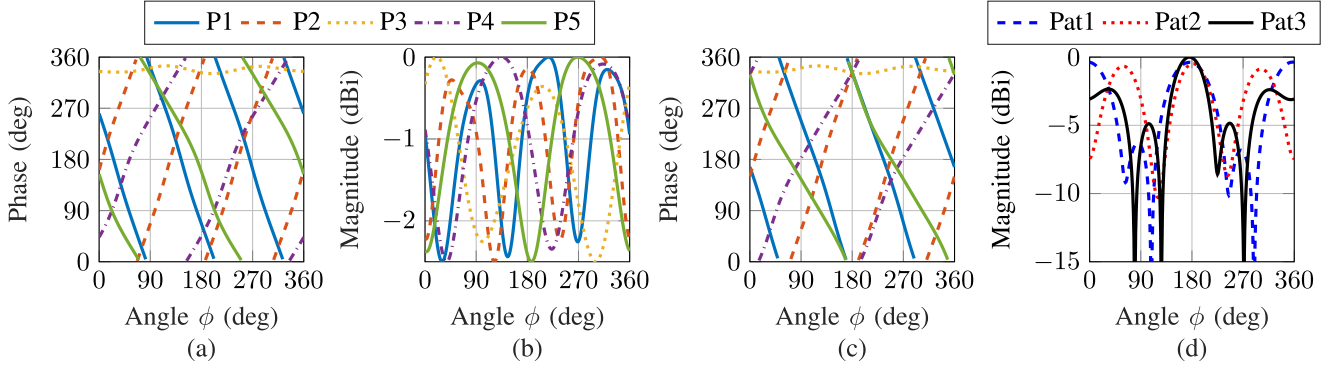 P1 P2 P3 P4 P5
Pat1 Pat2 Pat3
360
270
180
90
0
Phase (deg)
0 90 180 270 360
Angle ϕ (deg)
(a)
0
−1
−2
Magnitude (dBi)
0 90 180 270 360
Angle ϕ (deg)
(b)
360
270
180
90
0
Phase (deg)
0 90 180 270 360
Angle ϕ (deg)
(c)
0
−5
−10
−15
Magnitude (dBi)
0 90 180 270 360
Angle ϕ (deg)
(d)